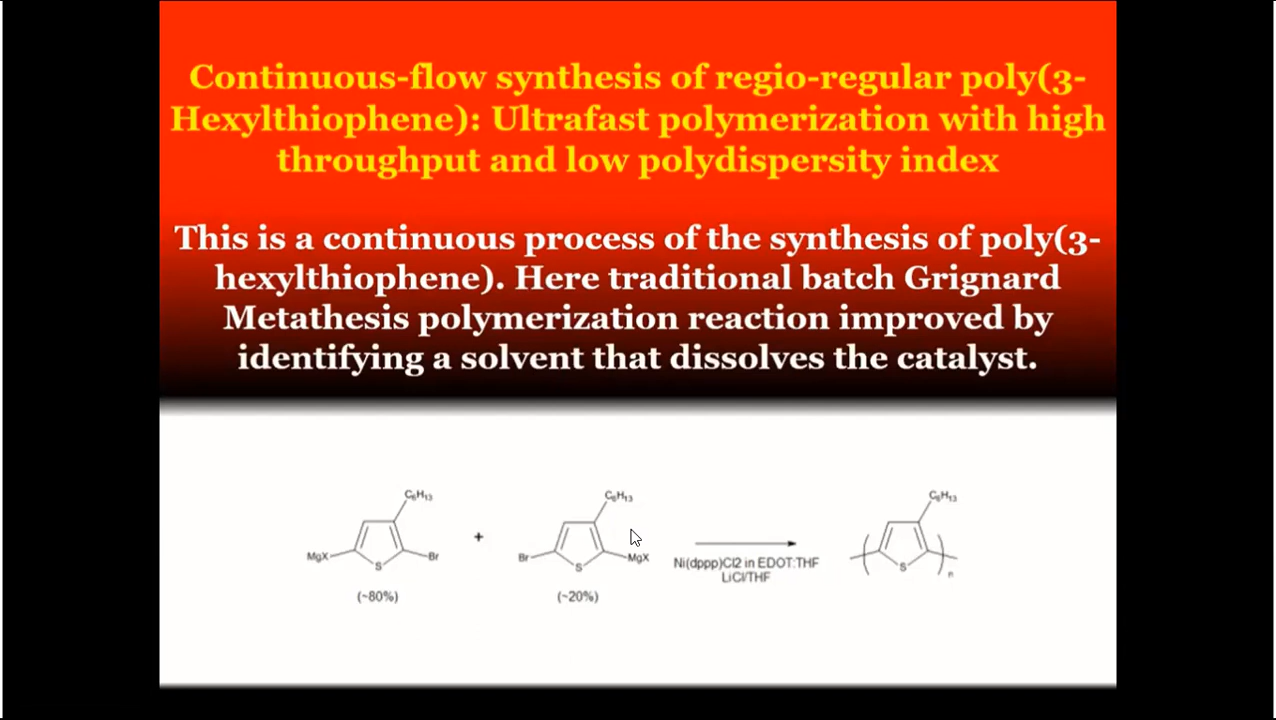 Continuous-flow synthesis of regio-regular poly(3-
Hexylthiophene): Ultrafast polymerization with high
throughput and low polydispersity index
This is a continuous process of the synthesis of poly(3-
hexylthiophene). Here traditional batch Grignard
Metathesis polymerization reaction improved by
identifying a solvent that dissolves the catalyst.
C₆H₁₃
C₆H₁₃
C₆H₁₃
MgX
S
Br
+
Br
S
MgX
Ni(dppp)Cl2 in EDOT:THF
LiCl/THF
( S )n
(~80%)
(~20%)